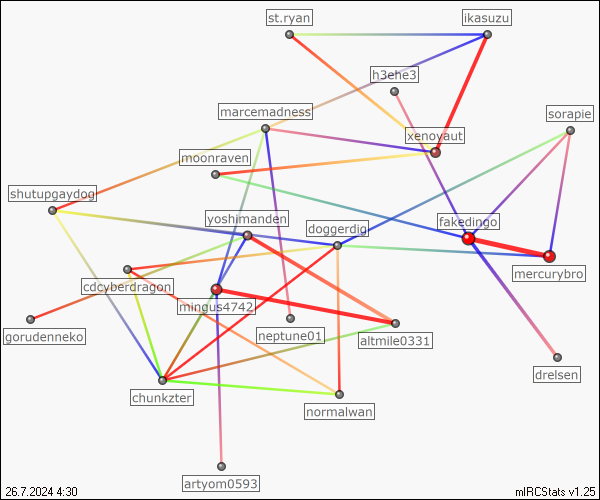 st.ryan
ikasuzu
h3ehe3
marcemadness
sorapie
xenoyaut
moonraven
shutupgaydog
yoshimanden
fakedingo
doggerdig
mercurybro
cdcyberdragon
mingus4742
gorudenneko
neptune01
altmile0331
drelsen
chunkzter
normalwan
artyom0593
26.7.2024 4:30
mIRCStats v1.25